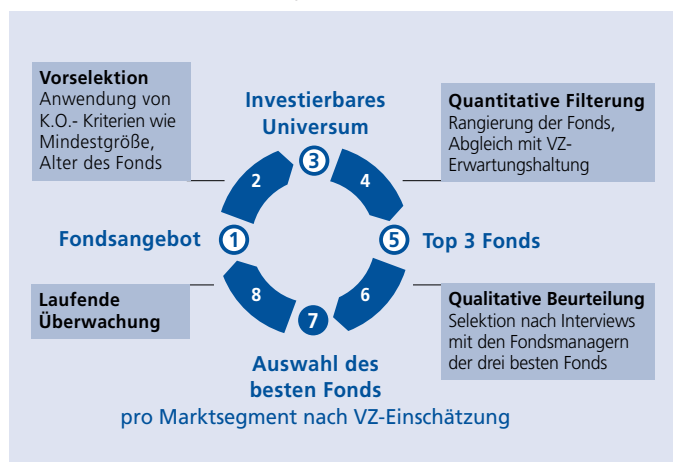 Vorselektion
Anwendung von
K.O.- Kriterien wie
Mindestgröße,
Alter des Fonds
Investierbares
Universum
Quantitative Filterung
Rangierung der Fonds,
Abgleich mit VZ-
Erwartungshaltung
2
3
4
Fondsangebot
1
5
Top 3 Fonds
Laufende
Überwachung
8
7
6
Qualitative Beurteilung
Selektion nach Interviews
mit den Fondsmanagern
der drei besten Fonds
Auswahl des
besten Fonds
pro Marktsegment nach VZ-Einschätzung